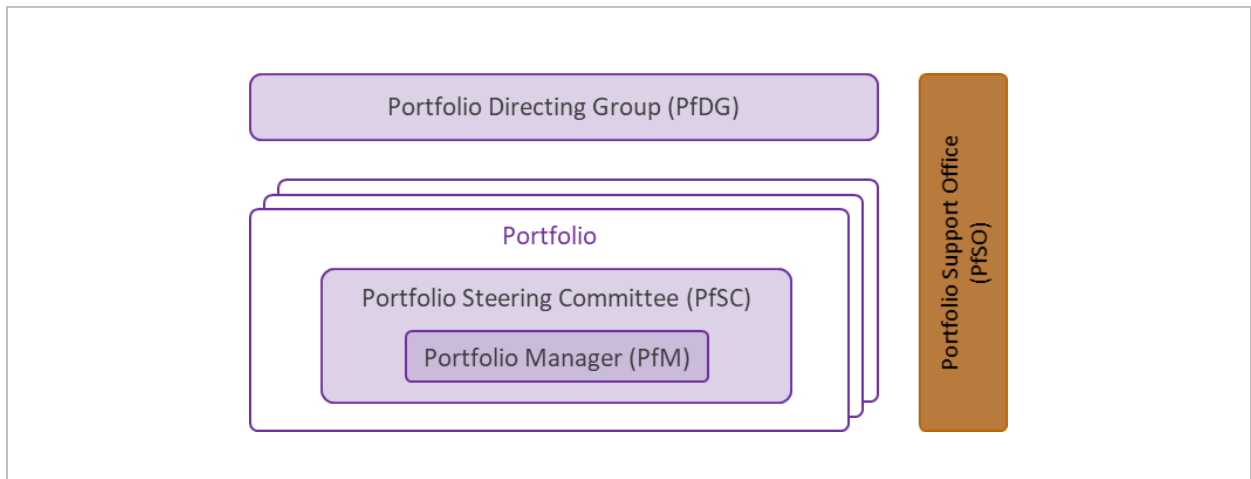 Portfolio Directing Group (PfDG)
Portfolio
Portfolio Steering Committee (PfSC)
Portfolio Manager (PfM)
Portfolio Support Office
(PfSO)